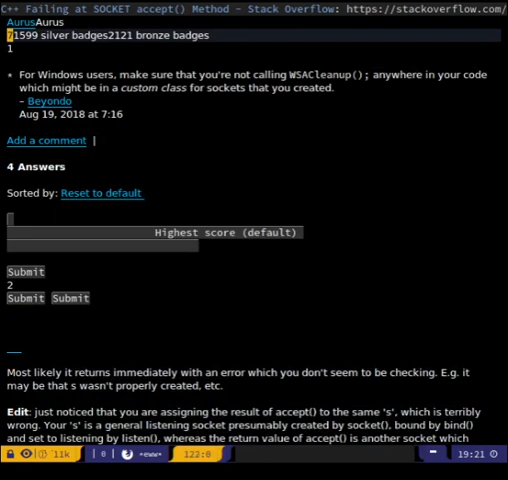 C++ Failing at SOCKET accept() Method - Stack Overflow: https://stackoverflow.com/
AurusAurus
71599 silver badges2121 bronze badges
1
* For Windows users, make sure that you're not calling WSACleanup(); anywhere in your code
which might be in a custom class for sockets that you created.
– Beyondo
Aug 19, 2018 at 7:16
Add a comment |
4 Answers
Sorted by: Reset to default
Highest score (default)
Submit
2
Submit Submit
Most likely it returns immediately with an error which you don't seem to be checking. E.g. it
may be that s wasn't properly created, etc.
Edit: just noticed that you are assigning the result of accept() to the same 's', which is terribly
wrong. Your 's' is a general listening socket presumably created by socket(), bound by bind()
and set to listening by listen(), whereas the return value of accept() is another socket which
11k | 0 | *eww* 122:0 19:21